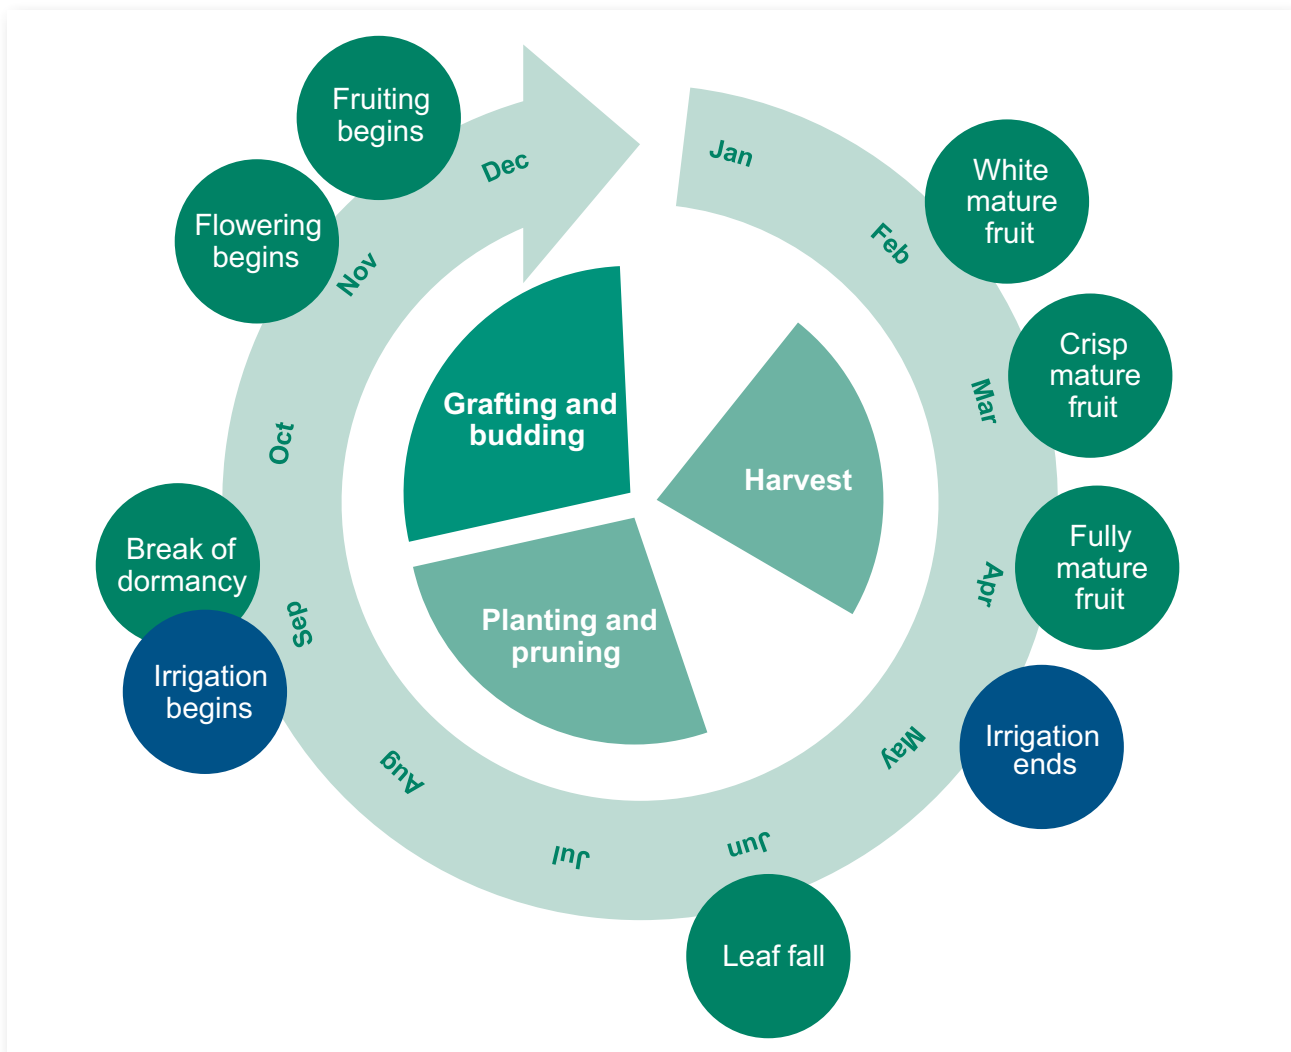 Jan
Feb
Mar
Apr
May
Jun
Jul
Aug
Sep
Oct
Nov
Dec
White
mature
fruit
Crisp
mature
fruit
Fully
mature
fruit
Irrigation
ends
Leaf fall
Irrigation
begins
Break of
dormancy
Flowering
begins
Fruiting
begins
Harvest
Planting and
pruning
Grafting and
budding